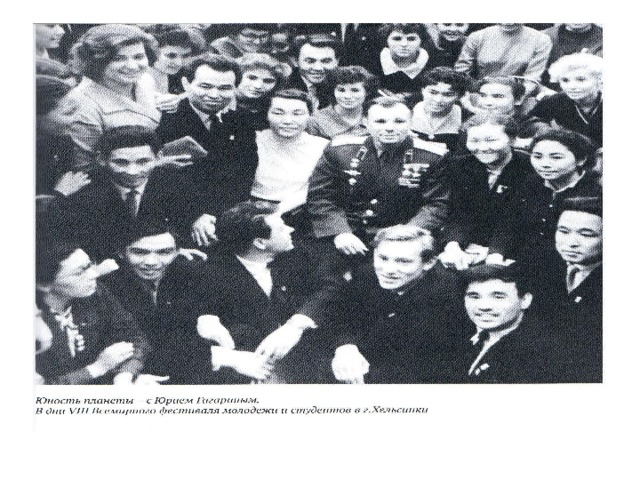 Юность планеты – с Юрием Гагариным.
В дни VIII Всемирного фестиваля молодежи и студентов в г.Хельсинки